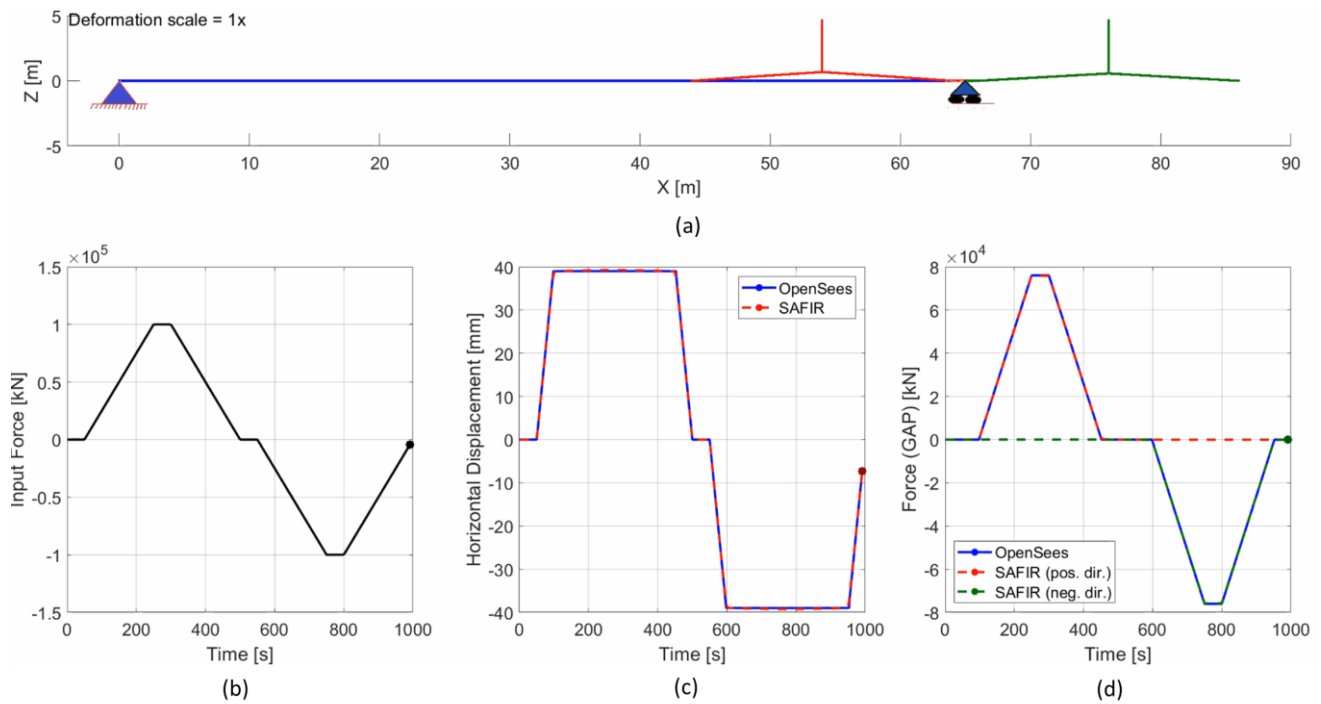 Deformation scale = 1x
Z [m]
5
0
-5
0 10 20 30 40 50 60 70 80 90
X [m]
(a)
×10⁵
Input Force [kN]
1.5
1
0.5
0
-0.5
-1
-1.5
0 200 400 600 800 1000
Time [s]
(b)
Horizontal Displacement [mm]
40
30
20
10
0
-10
-20
-30
-40
OpenSees
SAFIR
0 200 400 600 800 1000
Time [s]
(c)
×10⁴
Force (GAP) [kN]
8
6
4
2
0
-2
-4
-6
-8
OpenSees
SAFIR (pos. dir.)
SAFIR (neg. dir.)
0 200 400 600 800 1000
Time [s]
(d)